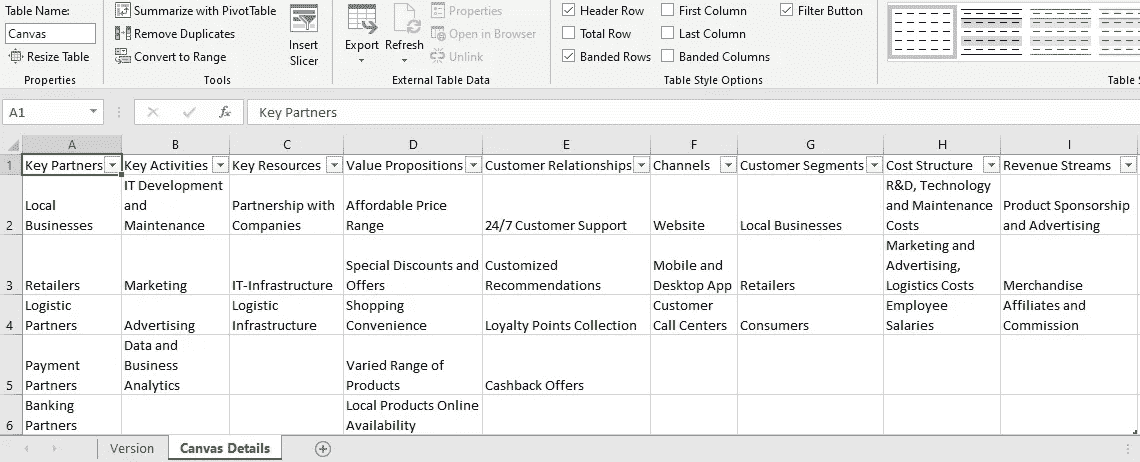 Table Name:
Canvas
Resize Table
Properties
Summarize with PivotTable
Remove Duplicates
Convert to Range
Tools
Insert
Slicer
Export Refresh
Properties
Open in Browser
Unlink
External Table Data
Header Row First Column Filter Button
Total Row Last Column
Banded Rows Banded Columns
Table Style Options
Table S
A1 fx Key Partners
A B C D E F G H I
1 Key Partners Key Activities Key Resources Value Propositions Customer Relationships Channels Customer Segments Cost Structure Revenue Streams
2
Local
Businesses
IT Development
and
Maintenance
Partnership with
Companies
Affordable Price
Range
24/7 Customer Support
Website
Local Businesses
R&D, Technology
and Maintenance
Costs
Product Sponsorship
and Advertising
3
Retailers
Marketing
IT-Infrastructure
Special Discounts and
Offers
Customized
Recommendations
Mobile and
Desktop App
Retailers
Marketing and
Advertising,
Logistics Costs
Merchandise
4
Logistic
Partners
Advertising
Logistic
Infrastructure
Shopping
Convenience
Loyalty Points Collection
Customer
Call Centers
Consumers
Employee
Salaries
Affiliates and
Commission
5
Payment
Partners
Data and
Business
Analytics
Varied Range of
Products
Cashback Offers
6
Banking
Partners
Local Products Online
Availability
Version Canvas Details